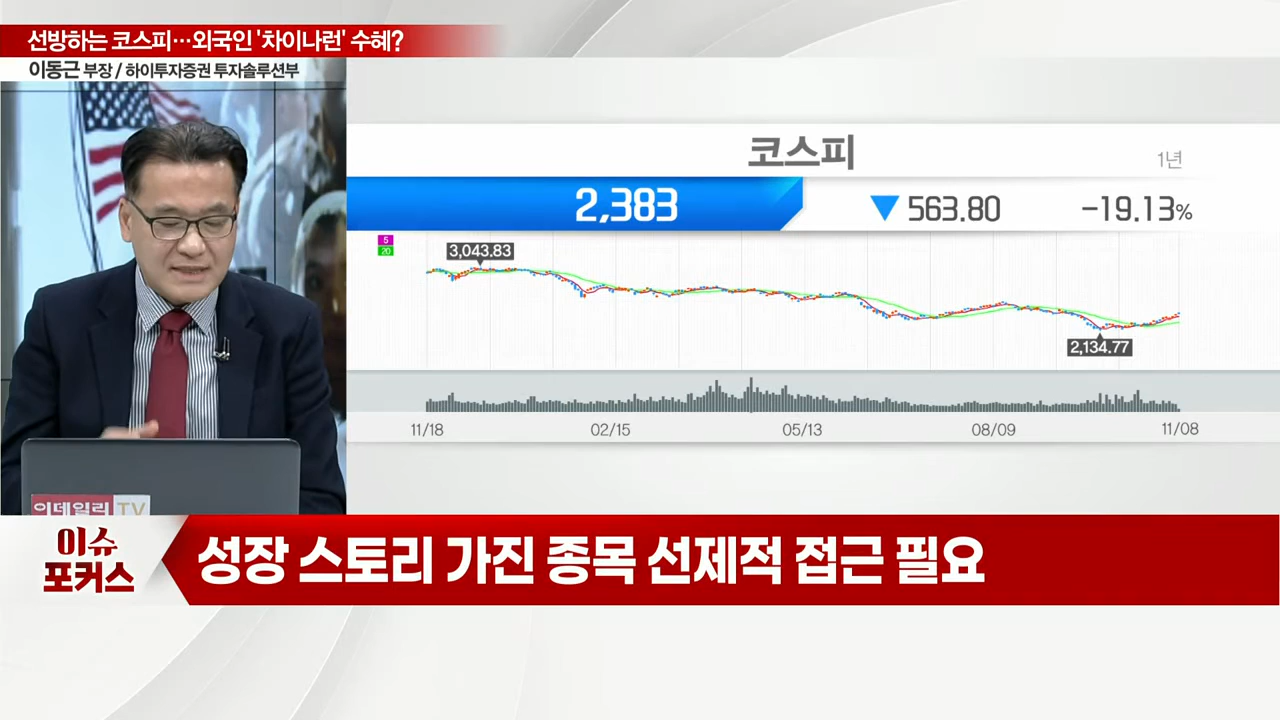 선방하는 코스피…외국인 '차이나런' 수혜?
이동근 부장 / 하이투자증권 투자솔루션부
코스피
1년
2,383
▼ 563.80
-19.13%
5
20
3,043.83
2,134.77
11/18
02/15
05/13
08/09
11/08
이데일리 TV
이슈
포커스
성장 스토리 가진 종목 선제적 접근 필요